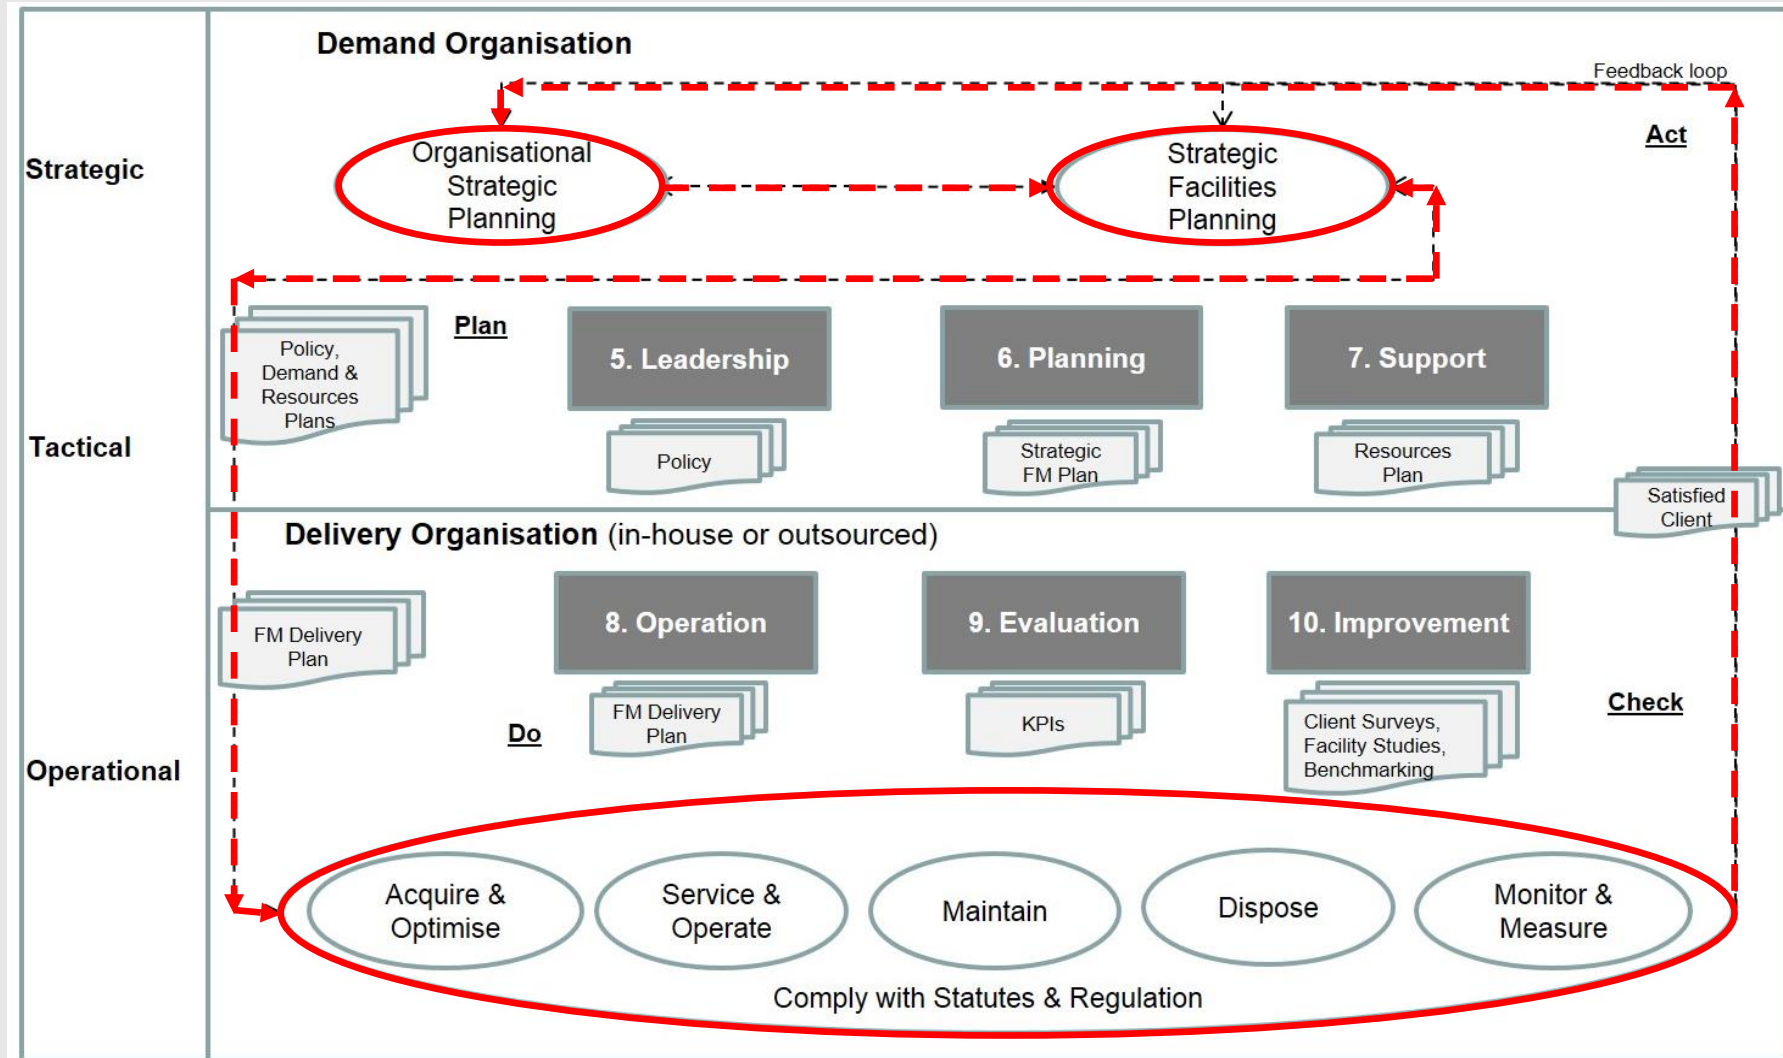 Demand Organisation
Feedback loop
Act
Strategic
Organisational
Strategic
Planning
Strategic
Facilities
Planning
Plan
Policy,
Demand &
Resources
Plans
5. Leadership
6. Planning
7. Support
Tactical
Policy
Strategic
FM Plan
Resources
Plan
Satisfied
Client
Delivery Organisation (in-house or outsourced)
FM Delivery
Plan
8. Operation
9. Evaluation
10. Improvement
Do
FM Delivery
Plan
KPIs
Client Surveys,
Facility Studies,
Benchmarking
Check
Operational
Acquire &
Optimise
Service &
Operate
Maintain
Dispose
Monitor &
Measure
Comply with Statutes & Regulation